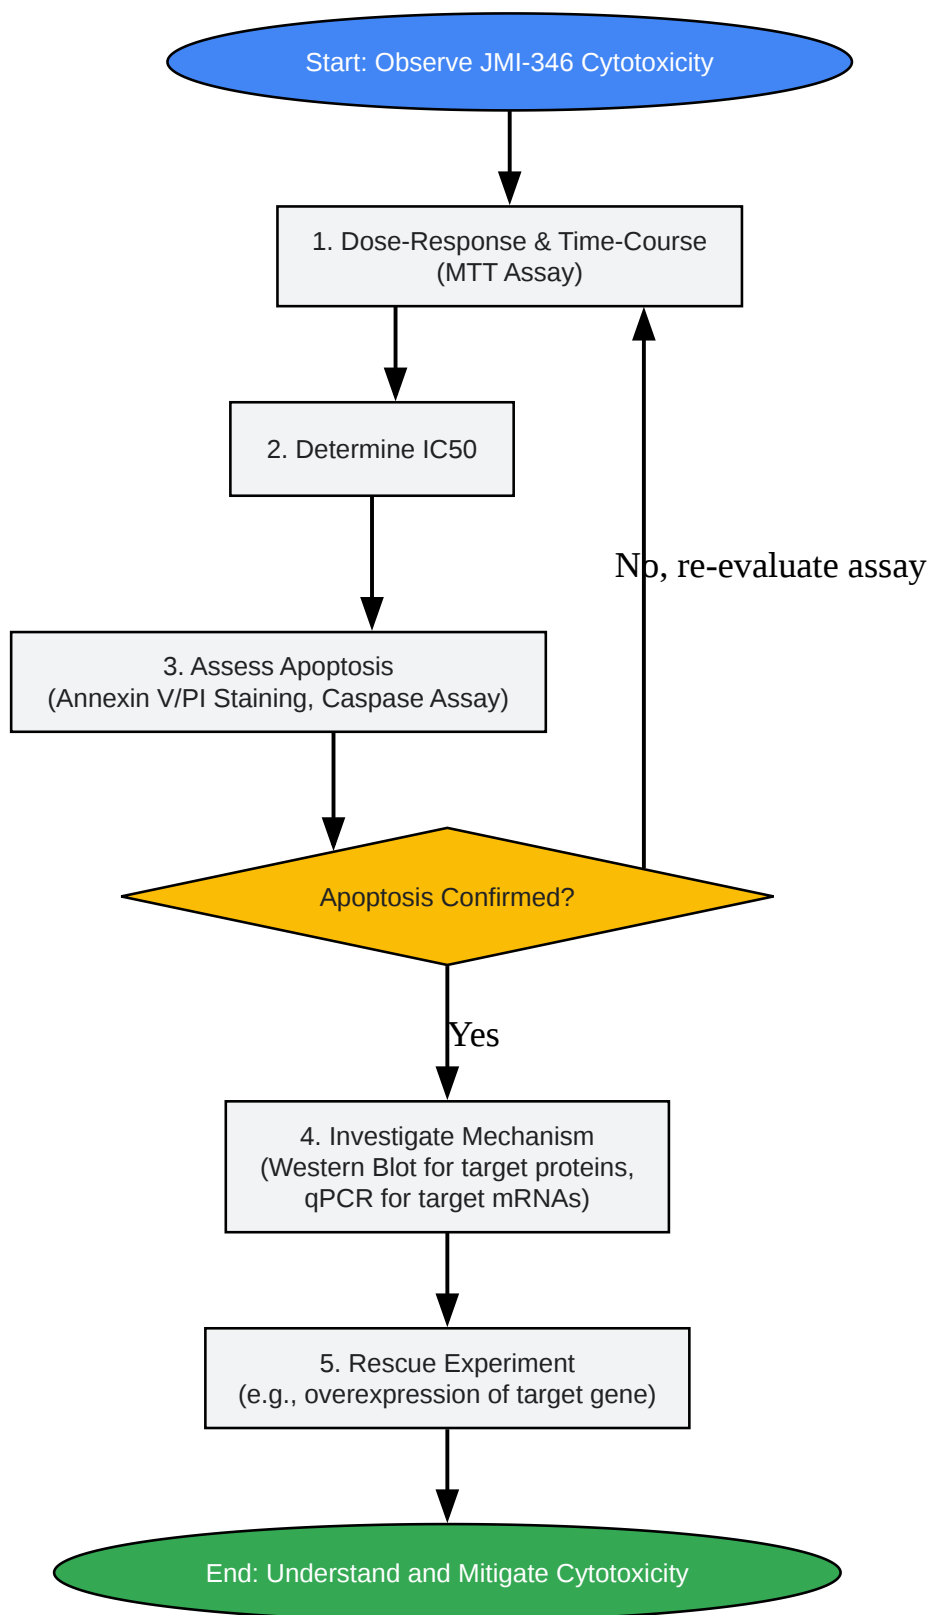 Start: Observe JMI-346 Cytotoxicity
1. Dose-Response & Time-Course
(MTT Assay)
2. Determine IC50
No, re-evaluate assay
3. Assess Apoptosis
(Annexin V/PI Staining, Caspase Assay)
Apoptosis Confirmed?
Yes
4. Investigate Mechanism
(Western Blot for target proteins,
qPCR for target mRNAs)
5. Rescue Experiment
(e.g., overexpression of target gene)
End: Understand and Mitigate Cytotoxicity